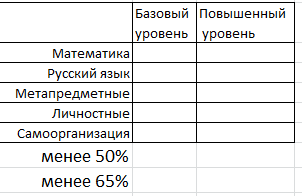 Базовый Повышенный
уровень уровень
Математика
Русский язык
Метапредметные
Личностные
Самоорганизация
менее 50%
менее 65%